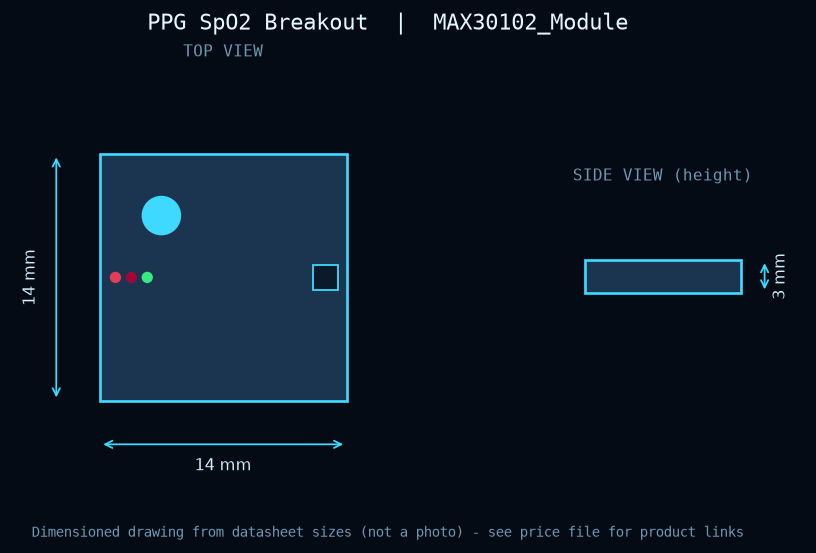 PPG SpO2 Breakout | MAX30102_Module
TOP VIEW
SIDE VIEW (height)
14 mm
3 mm
14 mm
Dimensioned drawing from datasheet sizes (not a photo) - see price file for product links